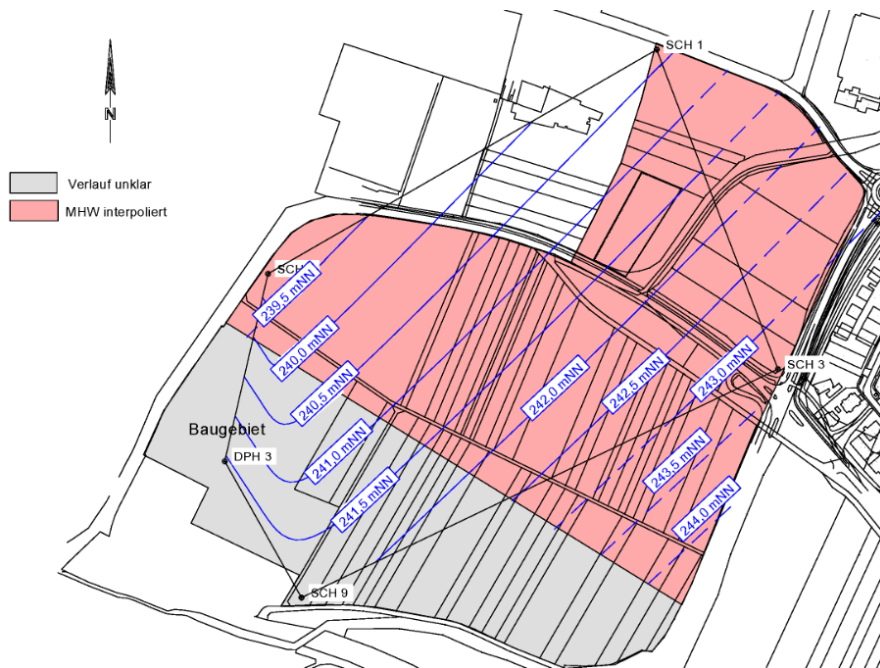 SCH 1
N
Verlauf unklar
MHW interpoliert
SCH
239,5 mNN
240,0 mNN
240,5 mNN
241,0 mNN
241,5 mNN
242,0 mNN
242,5 mNN
243,0 mNN
243,5 mNN
244,0 mNN
SCH 3
Baugebiet
DPH 3
SCH 9